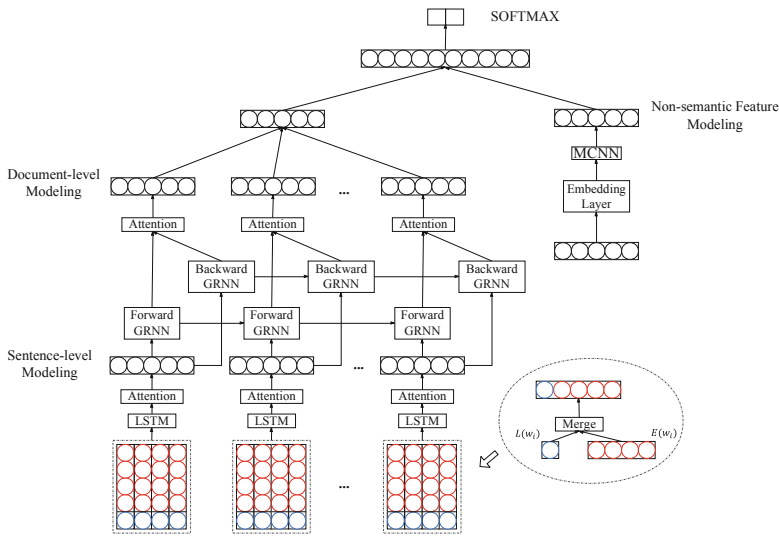 SOFTMAX
Non-semantic Feature
Modeling
MCNN
Embedding
Layer
Document-level
Modeling
...
Attention
Attention
Attention
Backward
GRNN
Backward
GRNN
Backward
GRNN
Forward
GRNN
Forward
GRNN
Forward
GRNN
Sentence-level
Modeling
...
Attention
Attention
Attention
LSTM
LSTM
LSTM
...
Merge
L(wᵢ)
E(wᵢ)